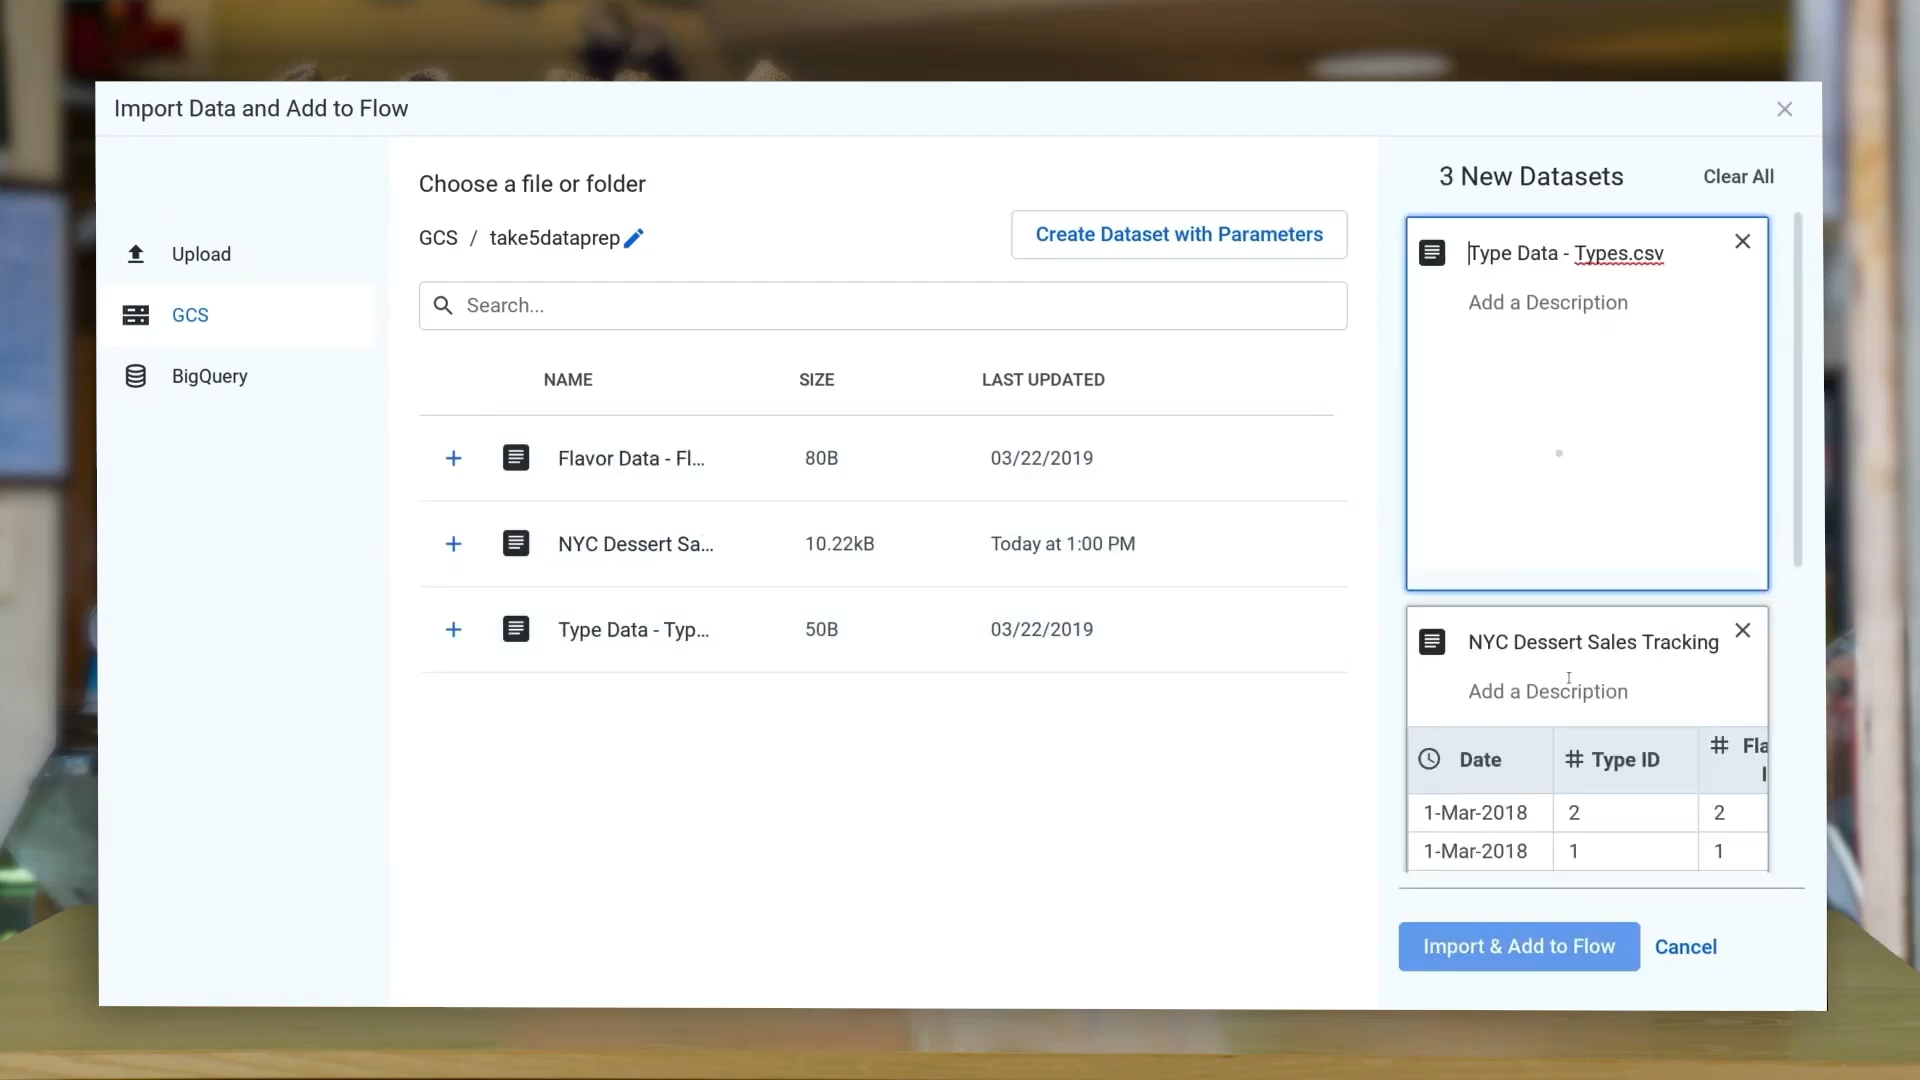 Import Data and Add to Flow
Upload
GCS
BigQuery
Choose a file or folder
GCS / take5dataprep
Create Dataset with Parameters
Search...
NAME SIZE LAST UPDATED
Flavor Data - Fl... 80B 03/22/2019
NYC Dessert Sa... 10.22kB Today at 1:00 PM
Type Data - Typ... 50B 03/22/2019
3 New Datasets Clear All
Type Data - Types.csv
Add a Description
NYC Dessert Sales Tracking
Add a Description
Date # Type ID # Fla
1-Mar-2018 2 2
1-Mar-2018 1 1
Import & Add to Flow Cancel